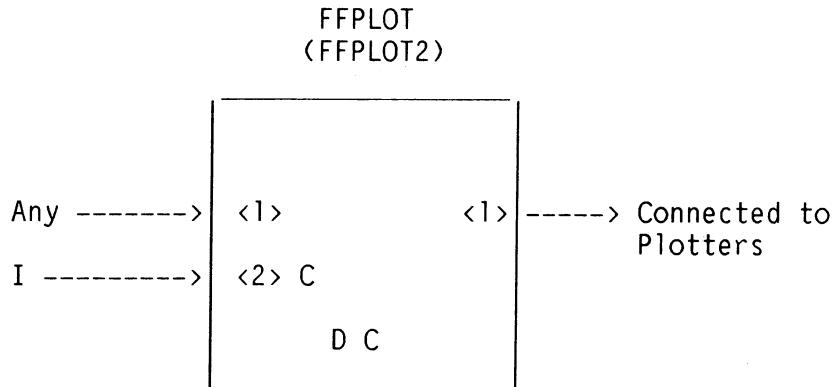 FFPLOT
(FFPLOT2)
Any -------> <1> <1> -----> Connected to
Plotters
I ---------> <2> C
D C